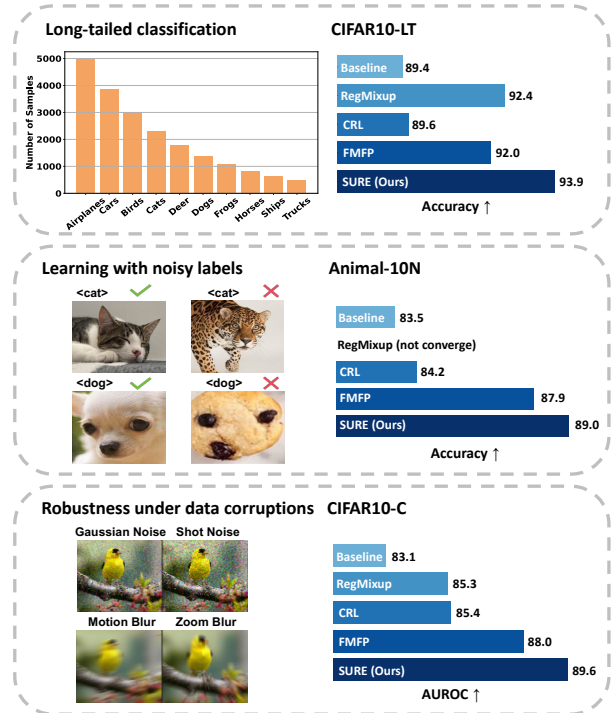 Long-tailed classification
Number of Samples
5000
4000
3000
2000
1000
0
Airplanes
Cars
Birds
Cats
Deer
Dogs
Frogs
Horses
Ships
Trucks
CIFAR10-LT
Baseline 89.4
RegMixup 92.4
CRL 89.6
FMFP 92.0
SURE (Ours) 93.9
Accuracy ↑
Learning with noisy labels
<cat> <cat>
<dog> <dog>
Animal-10N
Baseline 83.5
RegMixup (not converge)
CRL 84.2
FMFP 87.9
SURE (Ours) 89.0
Accuracy ↑
Robustness under data corruptions
Gaussian Noise Shot Noise
Motion Blur Zoom Blur
CIFAR10-C
Baseline 83.1
RegMixup 85.3
CRL 85.4
FMFP 88.0
SURE (Ours) 89.6
AUROC ↑